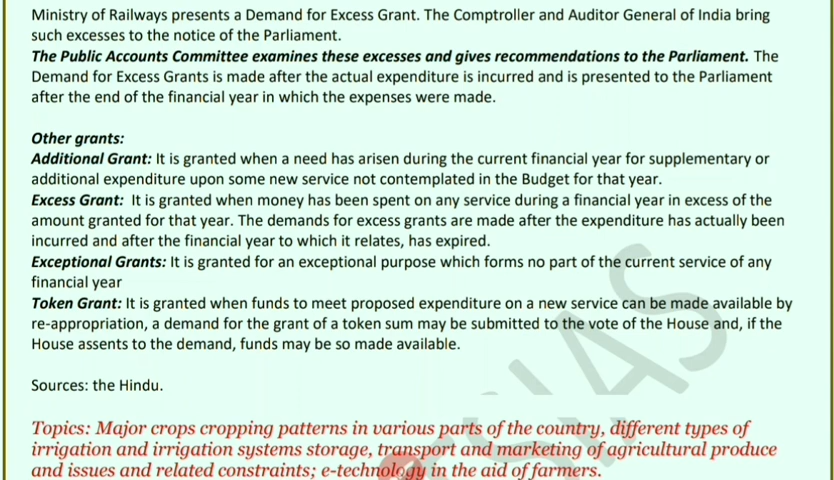 Ministry of Railways presents a Demand for Excess Grant. The Comptroller and Auditor General of India bring
such excesses to the notice of the Parliament.
The Public Accounts Committee examines these excesses and gives recommendations to the Parliament. The
Demand for Excess Grants is made after the actual expenditure is incurred and is presented to the Parliament
after the end of the financial year in which the expenses were made.
Other grants:
Additional Grant: It is granted when a need has arisen during the current financial year for supplementary or
additional expenditure upon some new service not contemplated in the Budget for that year.
Excess Grant: It is granted when money has been spent on any service during a financial year in excess of the
amount granted for that year. The demands for excess grants are made after the expenditure has actually been
incurred and after the financial year to which it relates, has expired.
Exceptional Grants: It is granted for an exceptional purpose which forms no part of the current service of any
financial year
Token Grant: It is granted when funds to meet proposed expenditure on a new service can be made available by
re-appropriation, a demand for the grant of a token sum may be submitted to the vote of the House and, if the
House assents to the demand, funds may be so made available.
Sources: the Hindu.
Topics: Major crops cropping patterns in various parts of the country, different types of
irrigation and irrigation systems storage, transport and marketing of agricultural produce
and issues and related constraints; e-technology in the aid of farmers.